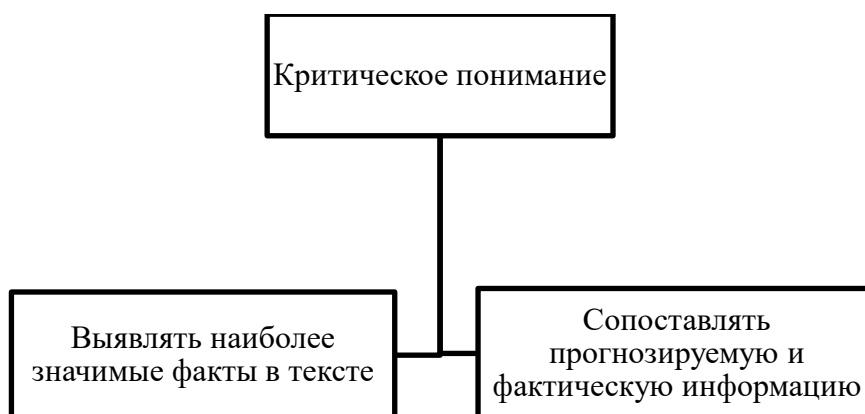 Критическое понимание
Выявлять наиболее
значимые факты в тексте
Сопоставлять
прогнозируемую и
фактическую информацию